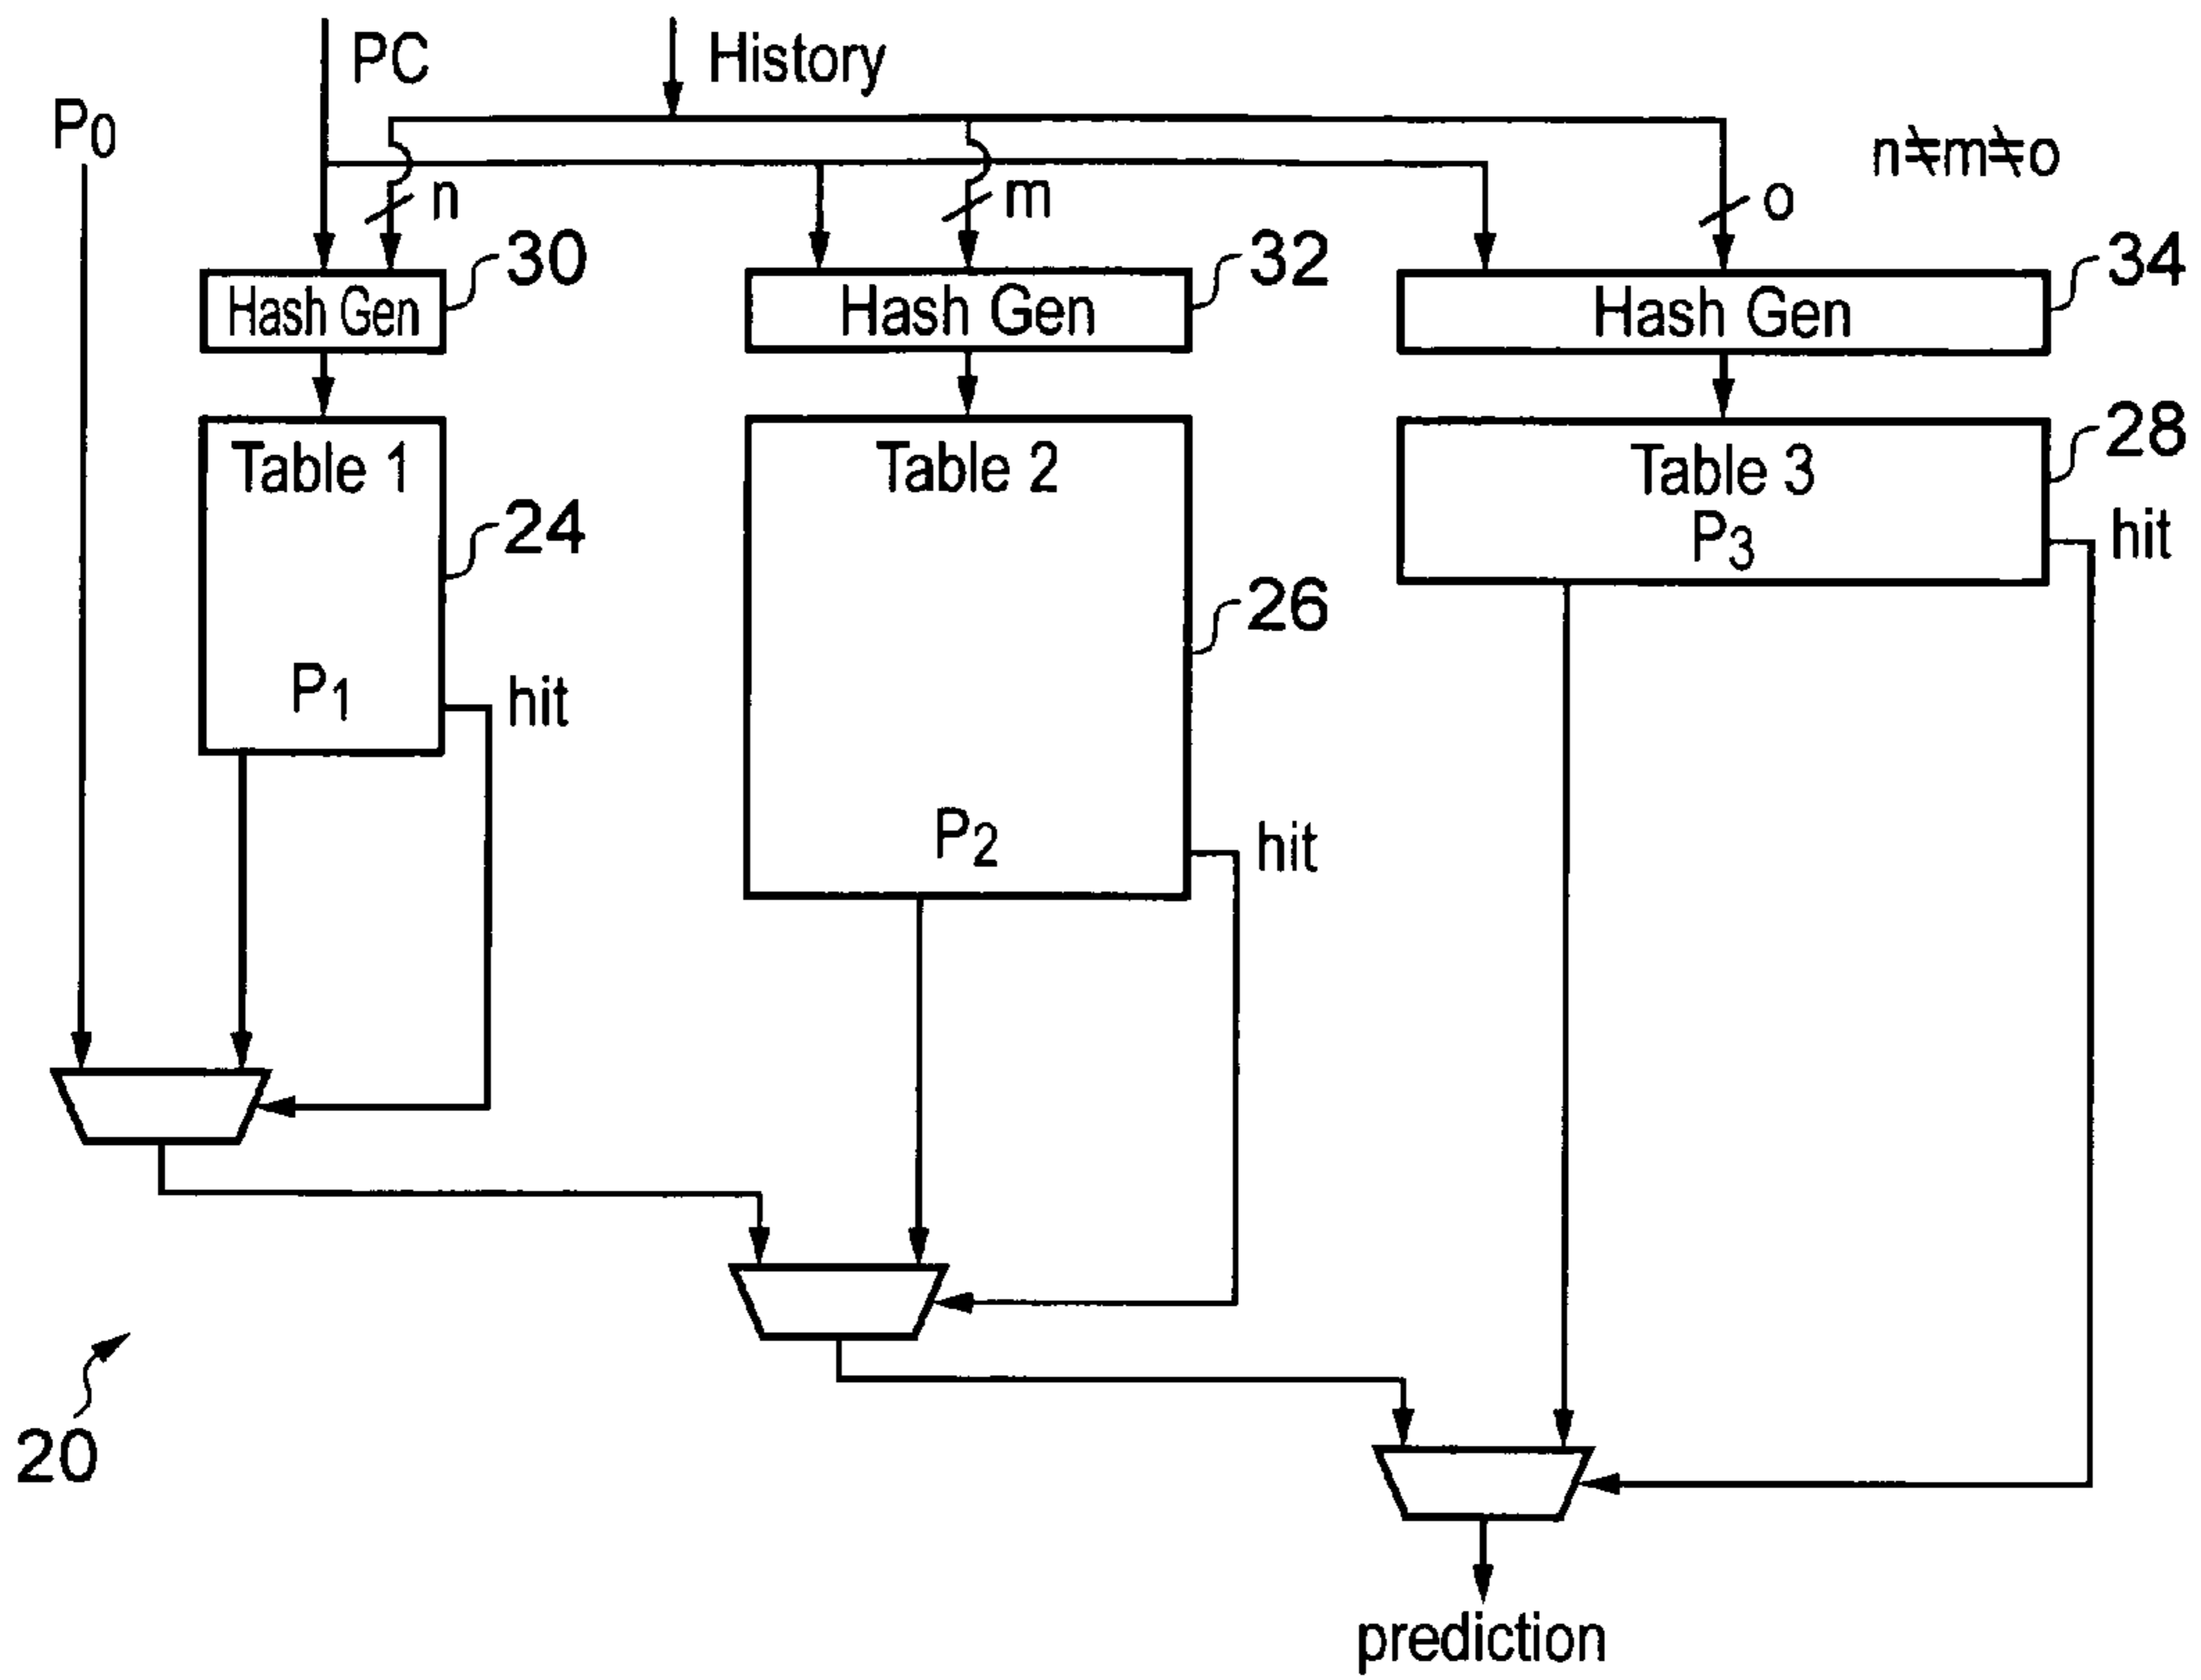 PC
History
P0
n≠m≠o
n
m
o
30
32
34
Hash Gen
Hash Gen
Hash Gen
28
Table 1
Table 2
Table 3
24
P3
hit
26
P1
hit
P2
hit
20
prediction